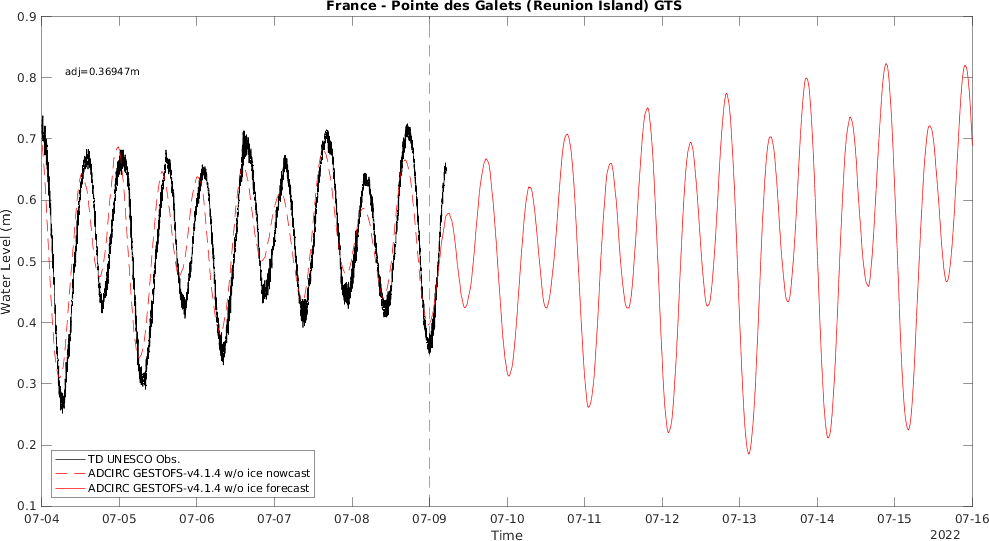 France - Pointe des Galets (Reunion Island) GTS
0.9
0.8
0.7
0.6
0.5
0.4
0.3
0.2
0.1
Water Level (m)
adj=0.36947m
TD UNESCO Obs.
ADCIRC GESTOFS-v4.1.4 w/o ice nowcast
ADCIRC GESTOFS-v4.1.4 w/o ice forecast
07-04 07-05 07-06 07-07 07-08 07-09 07-10 07-11 07-12 07-13 07-14 07-15 07-16
Time
2022